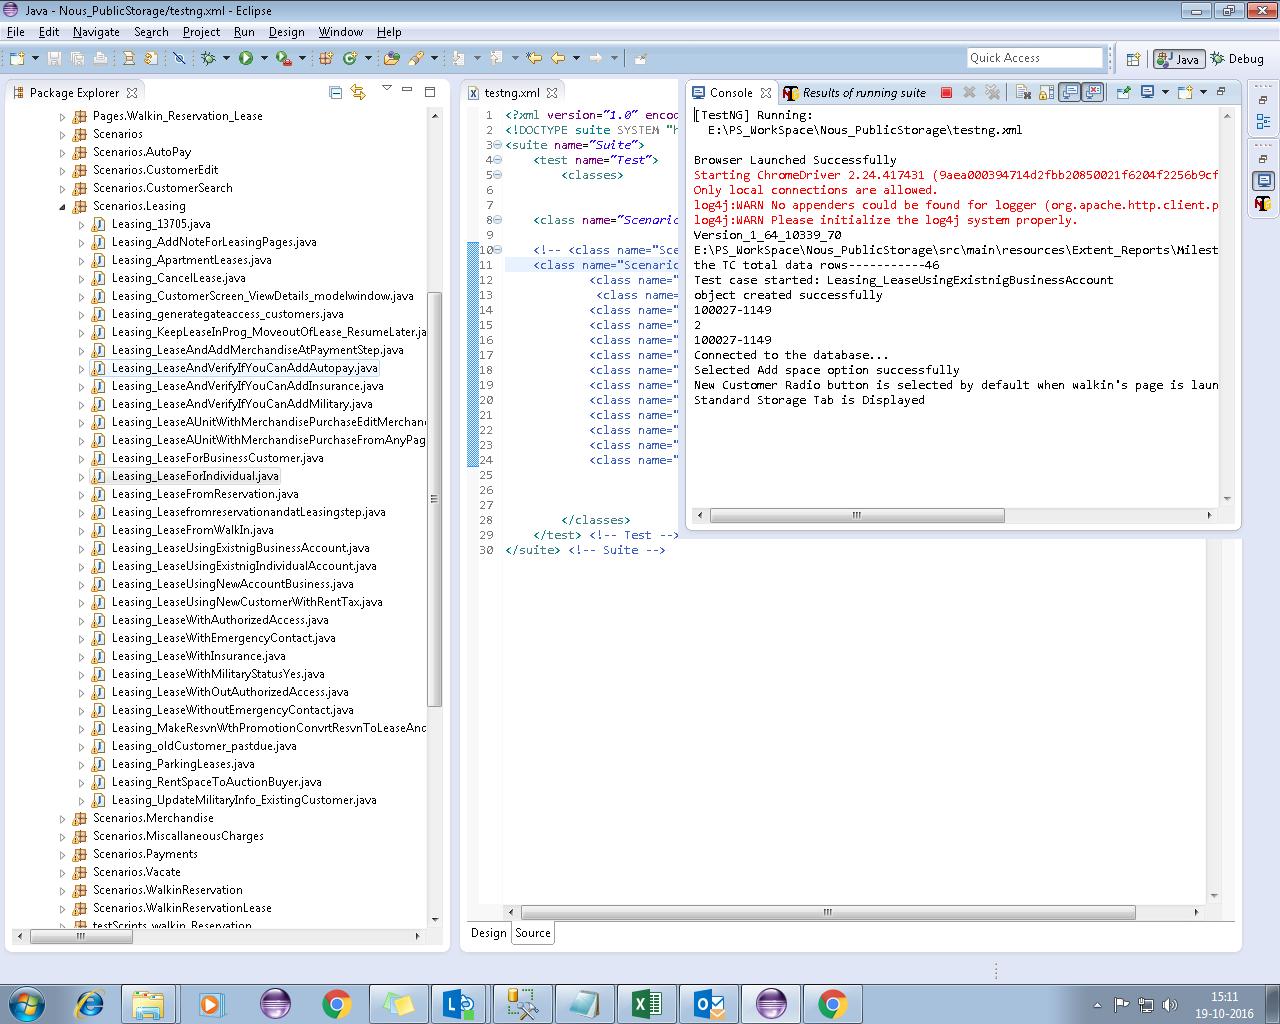 Java - Nous_PublicStorage/testng.xml - Eclipse
File Edit Navigate Search Project Run Design Window Help
Quick Access
Java
Debug
Package Explorer
Pages.Walkin_Reservation_Lease
Scenarios
Scenarios.AutoPay
Scenarios.CustomerEdit
Scenarios.CustomerSearch
Scenarios.Leasing
Leasing_13705.java
Leasing_AddNoteForLeasingPages.java
Leasing_ApartmentLeases.java
Leasing_CancelLease.java
Leasing_CustomerScreen_ViewDetails_modelwindow.java
Leasing_generategateaccess_customers.java
Leasing_KeepLeaseInProg_MoveoutOfLease_ResumeLater.ja
Leasing_LeaseAndAddMerchandiseAtPaymentStep.java
Leasing_LeaseAndVerifyIfYouCanAddAutopay.java
Leasing_LeaseAndVerifyIfYouCanAddInsurance.java
Leasing_LeaseAndVerifyIfYouCanAddMilitary.java
Leasing_LeaseAUnitWithMerchandisePurchaseEditMerchan
Leasing_LeaseAUnitWithMerchandisePurchaseFromAnyPag
Leasing_LeaseForBusinessCustomer.java
Leasing_LeaseForIndividual.java
Leasing_LeaseFromReservation.java
Leasing_LeasefromreservationandatLeasingstep.java
Leasing_LeaseFromWalkIn.java
Leasing_LeaseUsingExistnigBusinessAccount.java
Leasing_LeaseUsingExistnigIndividualAccount.java
Leasing_LeaseUsingNewAccountBusiness.java
Leasing_LeaseUsingNewCustomerWithRentTax.java
Leasing_LeaseWithAuthorizedAccess.java
Leasing_LeaseWithEmergencyContact.java
Leasing_LeaseWithInsurance.java
Leasing_LeaseWithMilitaryStatusYes.java
Leasing_LeaseWithOutAuthorizedAccess.java
Leasing_LeaseWithoutEmergencyContact.java
Leasing_MakeResvnWthPromotionConvrtResvnToLeaseAnd
Leasing_oldCustomer_pastdue.java
Leasing_ParkingLeases.java
Leasing_RentSpaceToAuctionBuyer.java
Leasing_UpdateMilitaryInfo_ExistingCustomer.java
Scenarios.Merchandise
Scenarios.MiscallaneousCharges
Scenarios.Payments
Scenarios.Vacate
Scenarios.WalkinReservation
Scenarios.WalkinReservationLease
testScripts_walkin_Reservation
testng.xml
1 <?xml version="1.0" encod
2 <!DOCTYPE suite SYSTEM "h
3 <suite name="Suite">
4 <test name="Test">
5 <classes>
6
7
8 <class name="Scenaric
9
10 <!-- <class name="Sce
11 <class name="Scenaric
12 <class name="
13 <class name=
14 <class name="
15 <class name="
16 <class name="
17 <class name="
18 <class name="
19 <class name="
20 <class name="
21 <class name="
22 <class name="
23 <class name="
24 <class name="
25
26
27
28 </classes>
29 </test> <!-- Test -->
30 </suite> <!-- Suite -->
Design Source
Console
Results of running suite
[TestNG] Running:
E:\PS_WorkSpace\Nous_PublicStorage\testng.xml
Browser Launched Successfully
Starting ChromeDriver 2.24.417431 (9aea000394714d2fbb20850021f6204f2256b9cf
Only local connections are allowed.
log4j:WARN No appenders could be found for logger (org.apache.http.client.p
log4j:WARN Please initialize the log4j system properly.
Version_1_64_10339_70
E:\PS_WorkSpace\Nous_PublicStorage\src\main\resources\Extent_Reports\Milest
the TC total data rows-----------46
Test case started: Leasing_LeaseUsingExistnigBusinessAccount
object created successfully
100027-1149
2
100027-1149
Connected to the database...
Selected Add space option successfully
New Customer Radio button is selected by default when walkin's page is laun
Standard Storage Tab is Displayed
15:11
19-10-2016